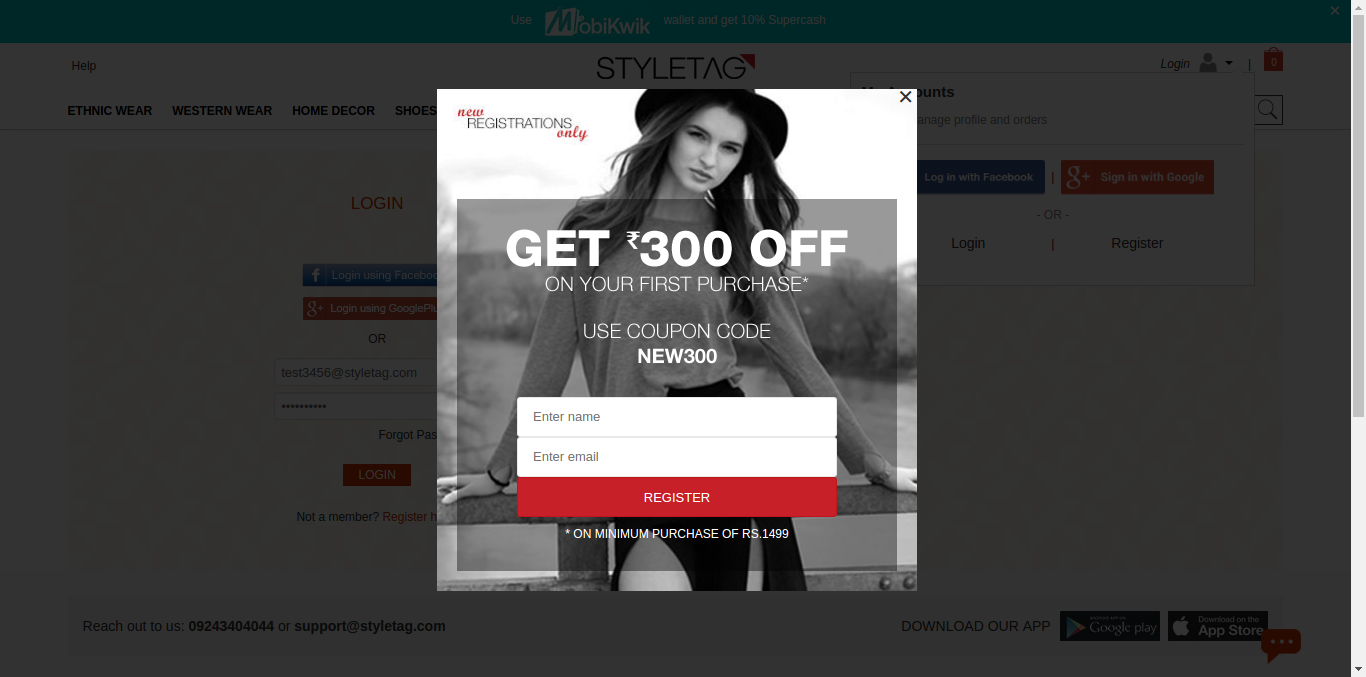 Use MobiKwik wallet and get 10% Supercash
Help
STYLETAG
Login
|
0
ETHNIC WEAR
WESTERN WEAR
HOME DECOR
SHOES
My Accounts
anage profile and orders
Log in with Facebook
|
g+ Sign in with Google
- OR -
Login
|
Register
LOGIN
f Login using Facebo
g+ Login using GooglePlu
OR
test3456@styletag.com
••••••••••
Forgot Pas
LOGIN
Not a member? Register h
new
REGISTRATIONS
only
GET ₹300 OFF
ON YOUR FIRST PURCHASE*
USE COUPON CODE
NEW300
Enter name
Enter email
REGISTER
* ON MINIMUM PURCHASE OF RS.1499
Reach out to us: 09243404044 or support@styletag.com
DOWNLOAD OUR APP
ANDROID APP ON
Google play
Download on the
App Store